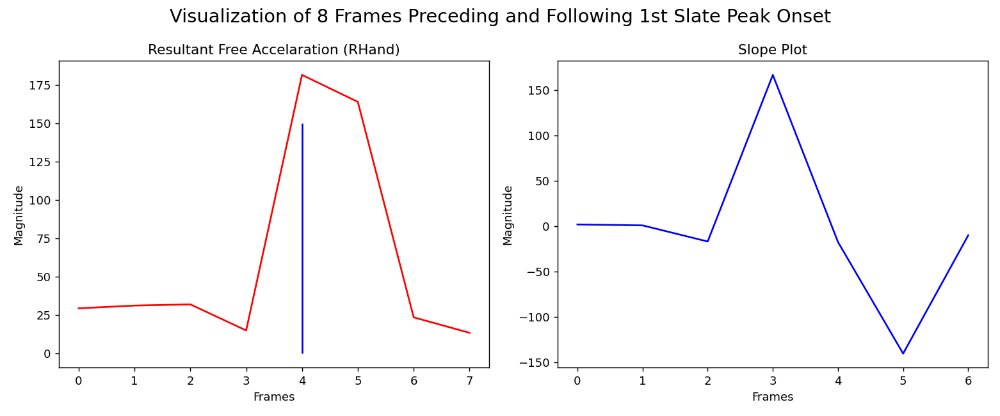 Visualization of 8 Frames Preceding and Following 1st Slate Peak Onset
Resultant Free Accelaration (RHand)
Magnitude
175
150
125
100
75
50
25
0
0 1 2 3 4 5 6 7
Frames
Slope Plot
Magnitude
150
100
50
0
−50
−100
−150
0 1 2 3 4 5 6
Frames